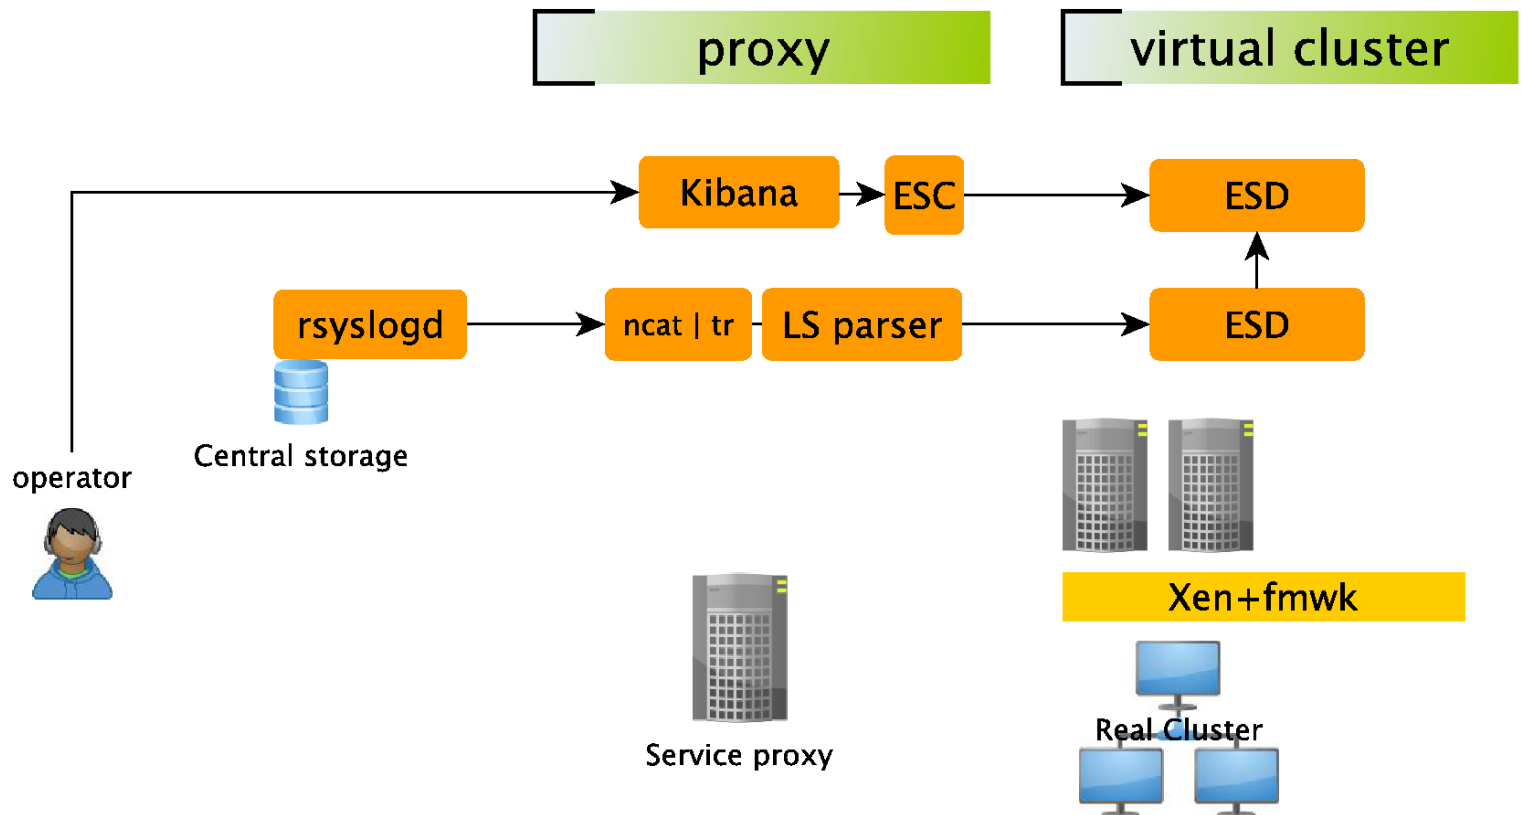 proxy
virtual cluster
Kibana
ESC
ESD
rsyslogd
ncat | tr
LS parser
ESD
Central storage
operator
Xen+fmwk
Real Cluster
Service proxy